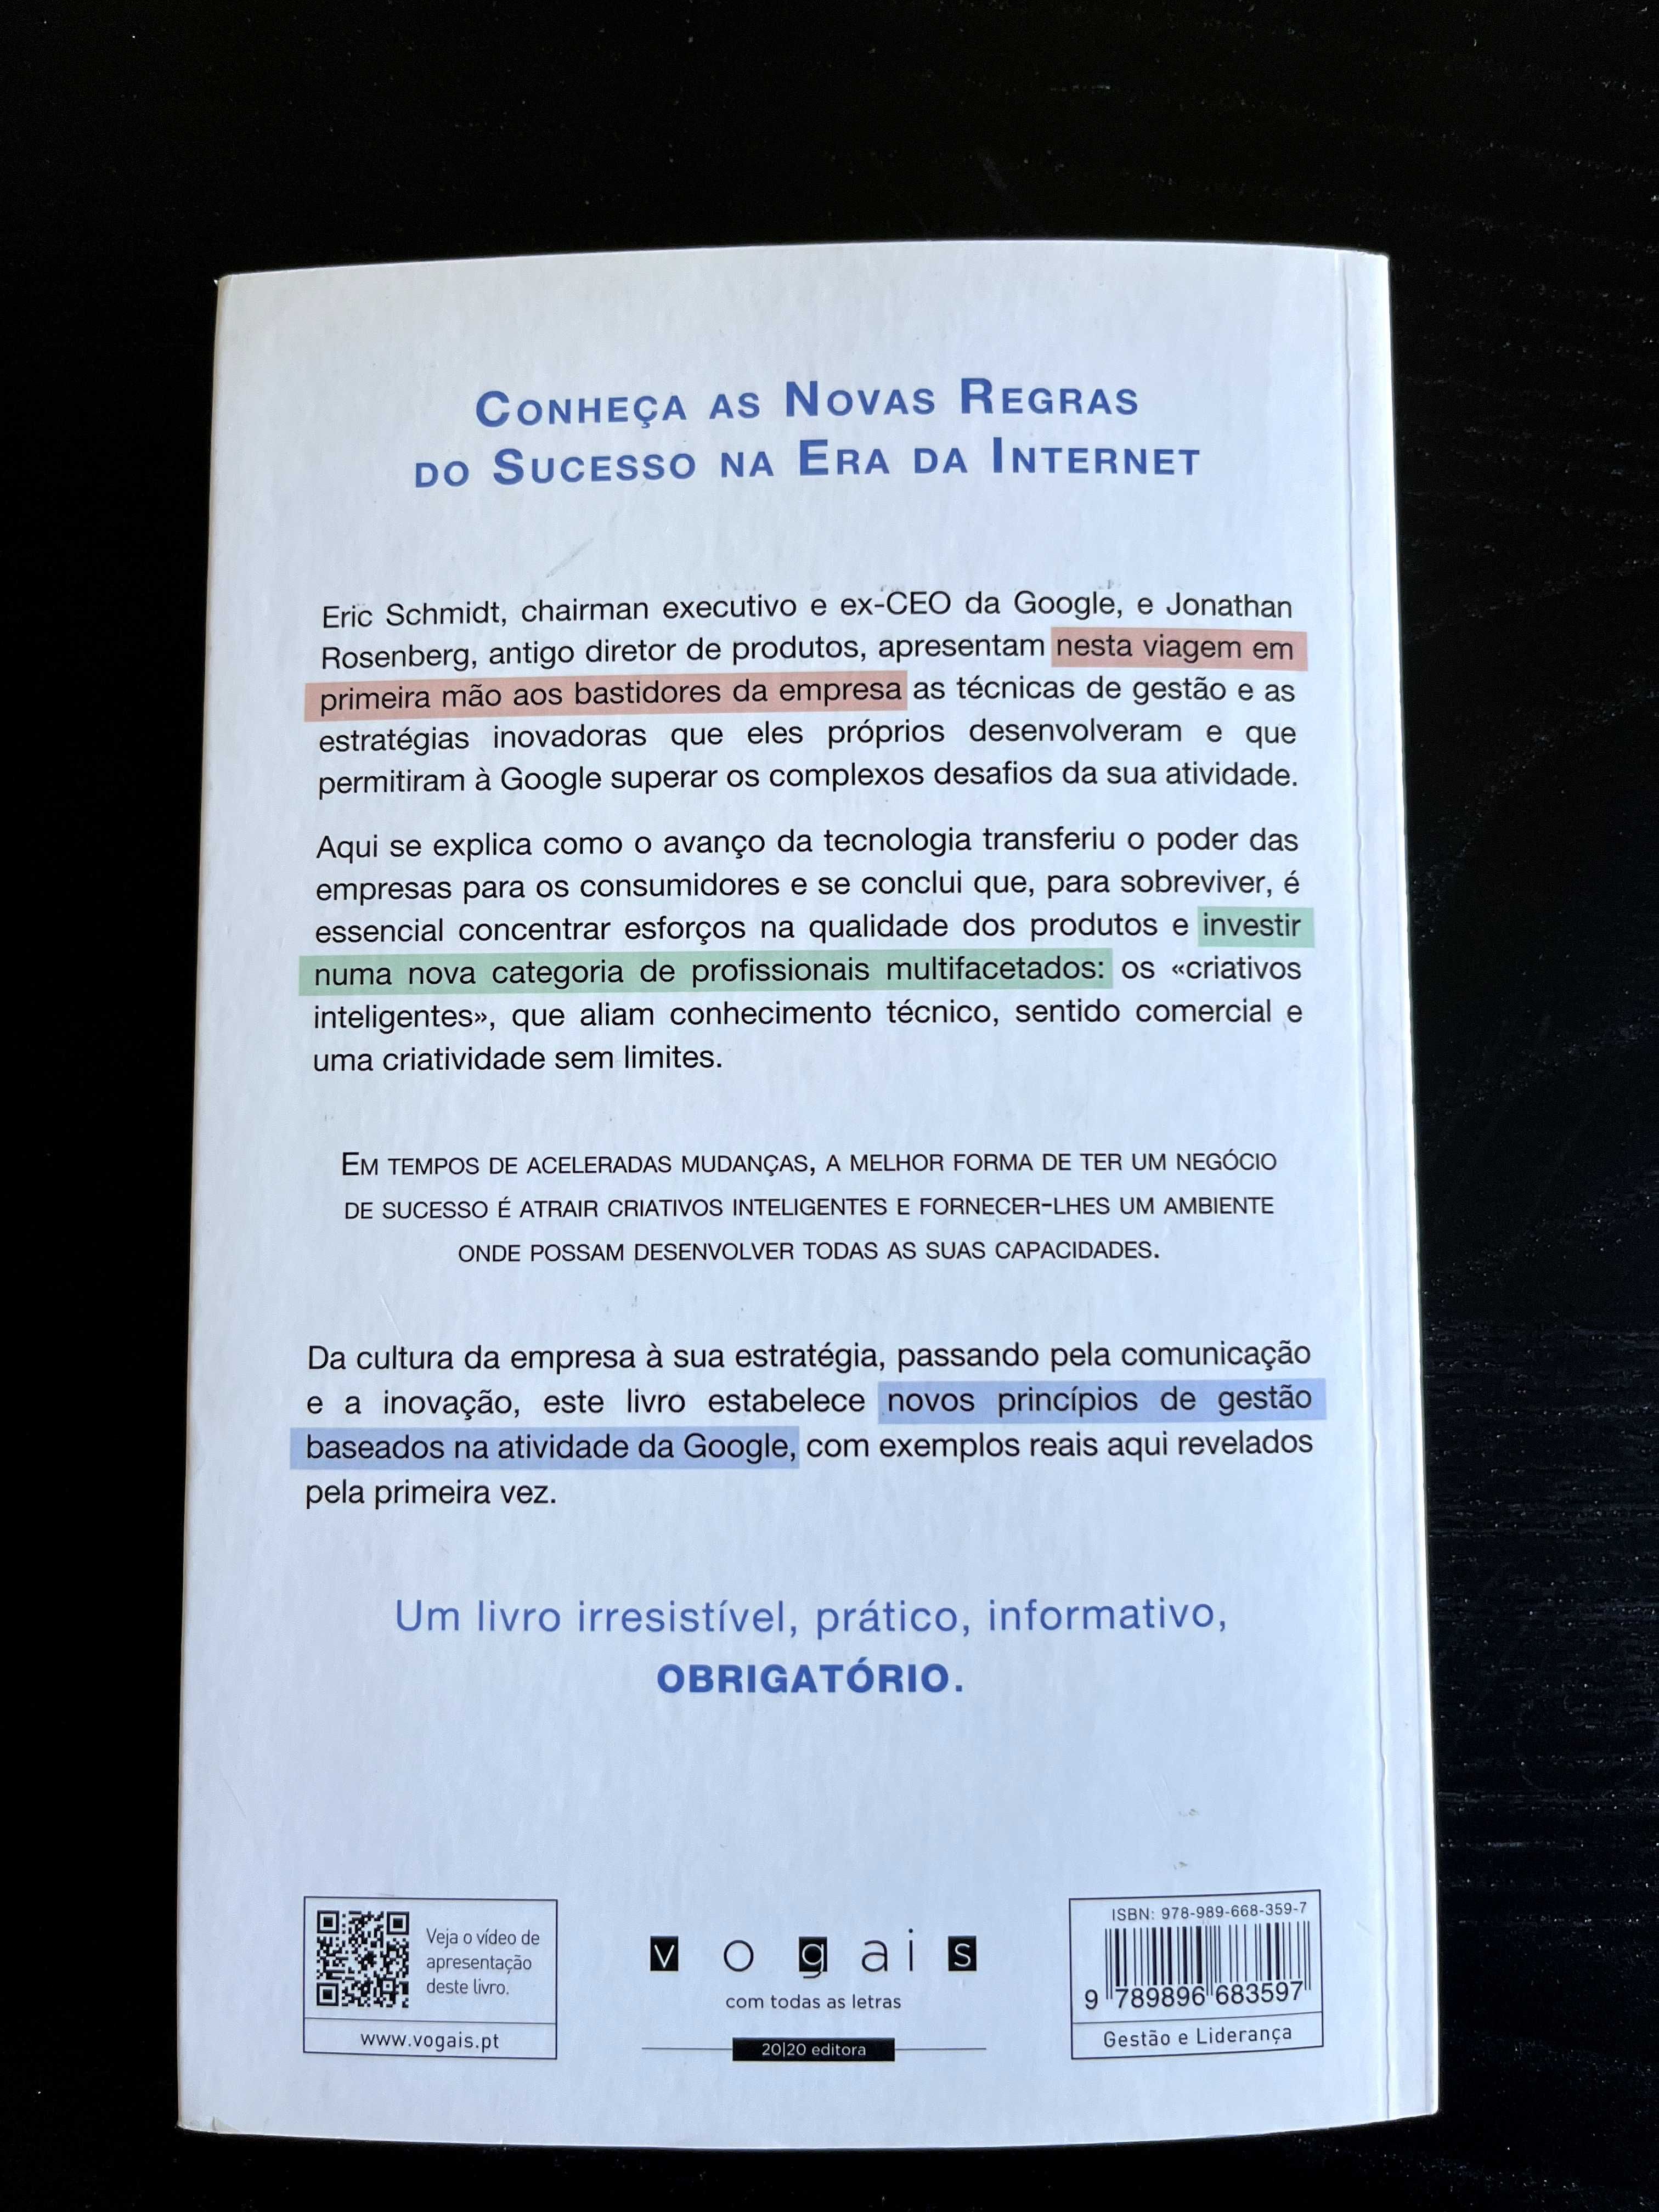 CONHEÇA AS NOVAS REGRAS
DO SUCESSO NA ERA DA INTERNET
Eric Schmidt, chairman executivo e ex-CEO da Google, e Jonathan
Rosenberg, antigo diretor de produtos, apresentam nesta viagem em
primeira mão aos bastidores da empresa as técnicas de gestão e as
estratégias inovadoras que eles próprios desenvolveram e que
permitiram à Google superar os complexos desafios da sua atividade.
Aqui se explica como o avanço da tecnologia transferiu o poder das
empresas para os consumidores e se conclui que, para sobreviver, é
essencial concentrar esforços na qualidade dos produtos e investir
numa nova categoria de profissionais multifacetados: os «criativos
inteligentes», que aliam conhecimento técnico, sentido comercial e
uma criatividade sem limites.
EM TEMPOS DE ACELERADAS MUDANÇAS, A MELHOR FORMA DE TER UM NEGÓCIO
DE SUCESSO É ATRAIR CRIATIVOS INTELIGENTES E FORNECER-LHES UM AMBIENTE
ONDE POSSAM DESENVOLVER TODAS AS SUAS CAPACIDADES.
Da cultura da empresa à sua estratégia, passando pela comunicação
e a inovação, este livro estabelece novos princípios de gestão
baseados na atividade da Google, com exemplos reais aqui revelados
pela primeira vez.
Um livro irresistível, prático, informativo,
OBRIGATÓRIO.
Veja o vídeo de
apresentação
deste livro.
www.vogais.pt
vogais
com todas as letras
20|20 editora
ISBN: 978-989-668-359-7
9 789896 683597
Gestão e Liderança